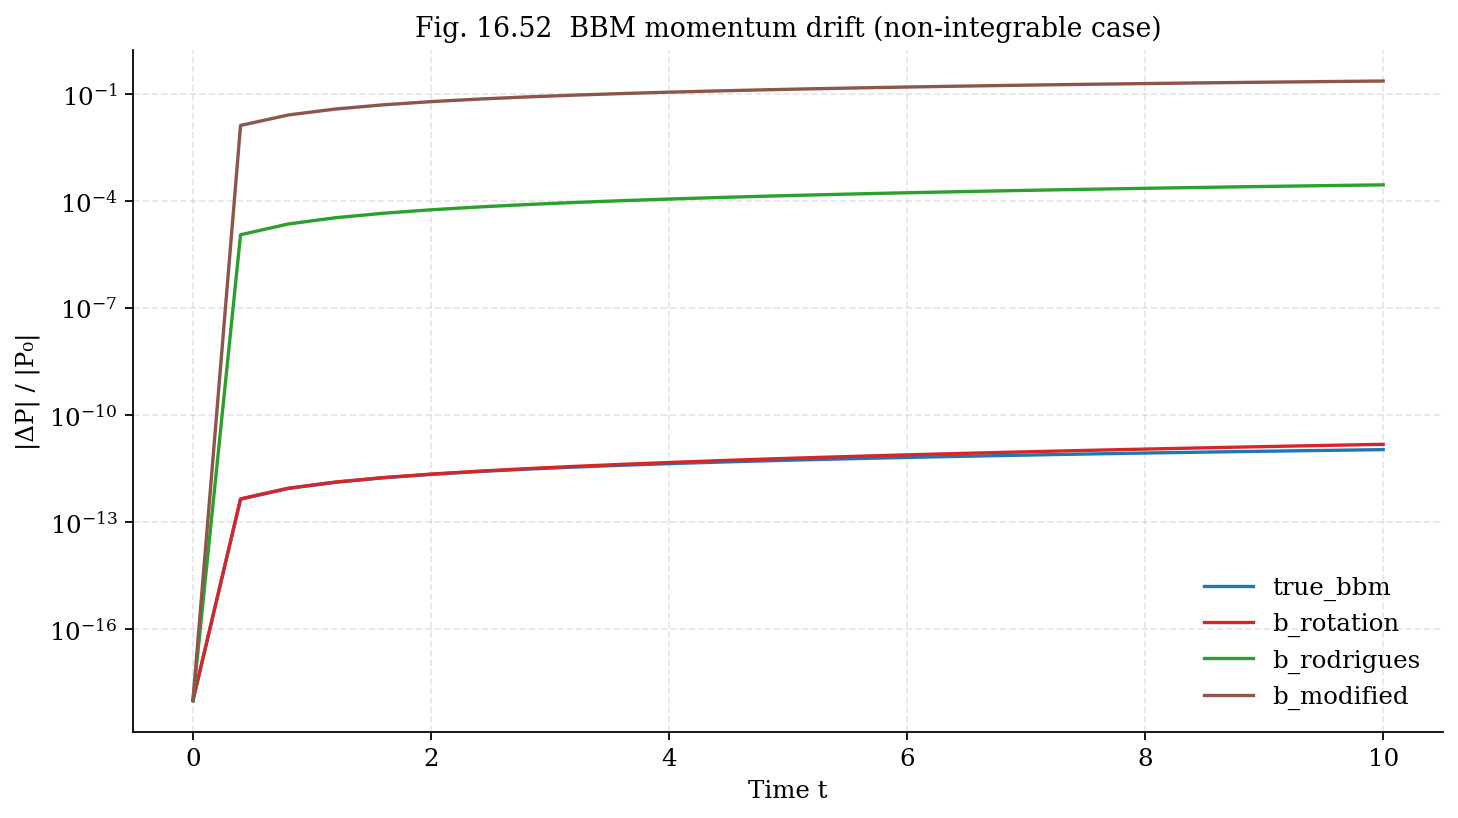 Fig. 16.52  BBM momentum drift (non-integrable case)
|ΔP| / |P₀|
10⁻¹
10⁻⁴
10⁻⁷
10⁻¹⁰
10⁻¹³
10⁻¹⁶
true_bbm
b_rotation
b_rodrigues
b_modified
0 2 4 6 8 10
Time t